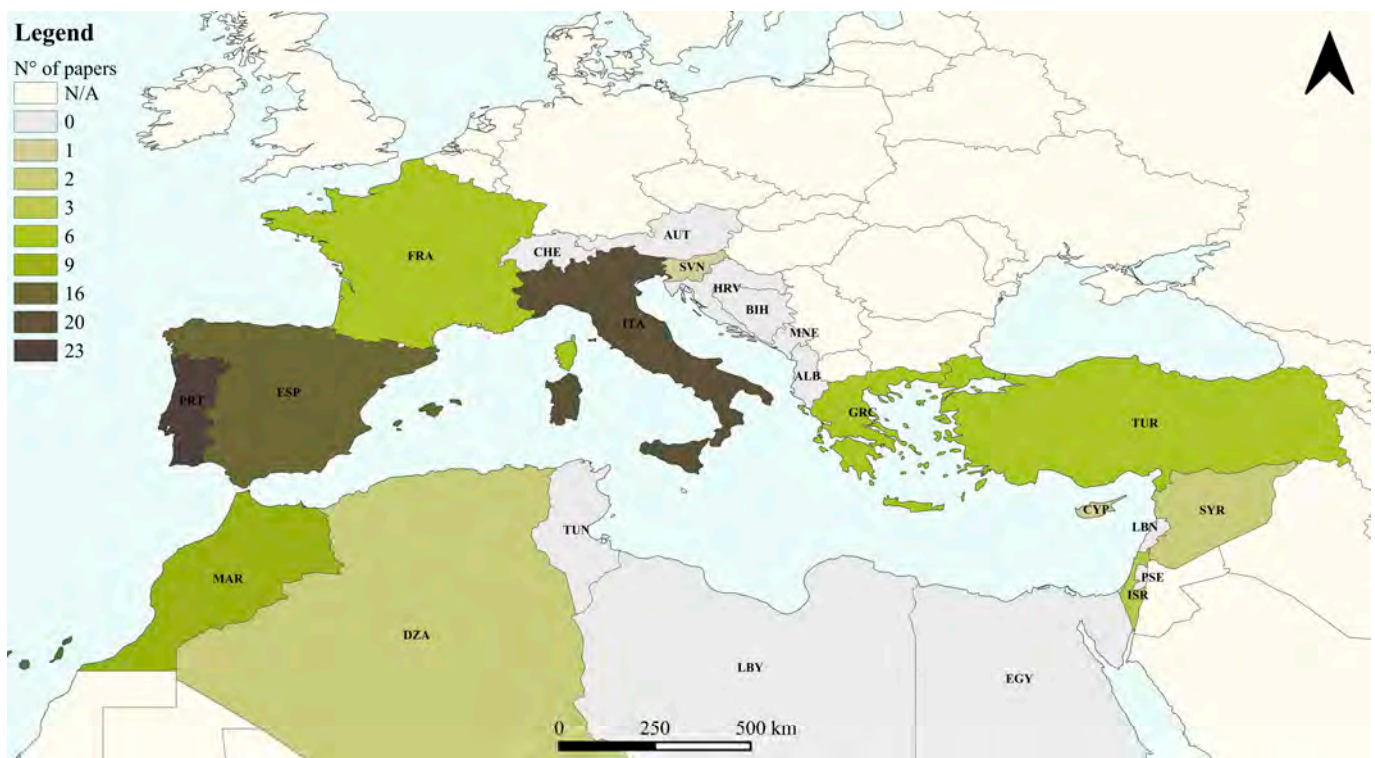 Legend
N° of papers
N/A
0
1
2
3
6
9
16
20
23
AUT
CHE
FRA
SVN
HRV
BIH
ITA
MNE
ALB
PRT
ESP
GRC
TUR
CYP
SYR
LBN
TUN
PSE
MAR
ISR
DZA
LBY
EGY
0 250 500 km